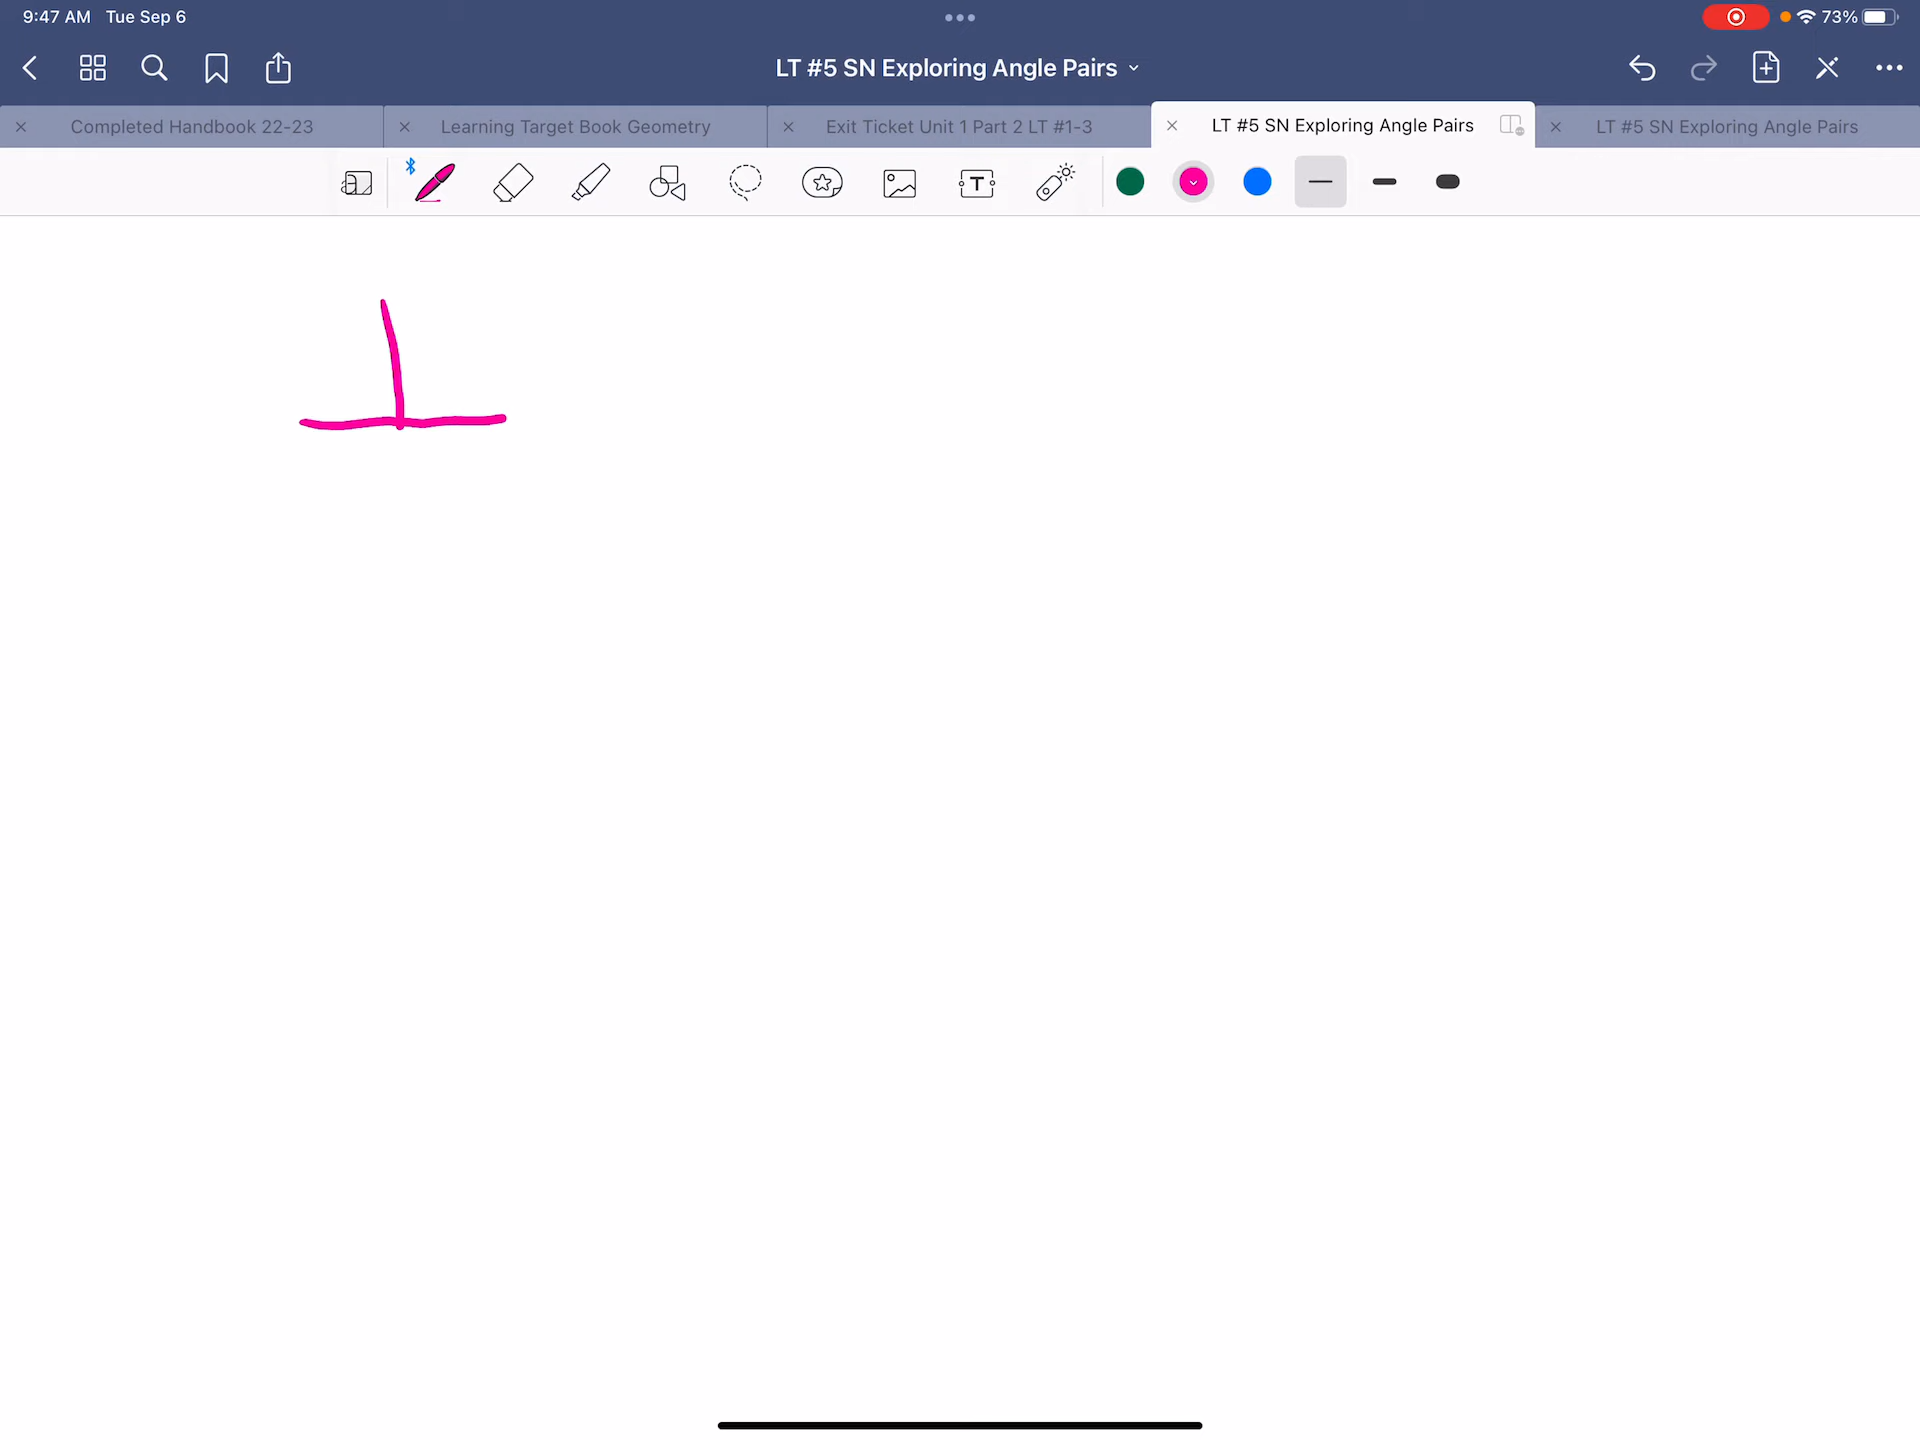 9:47 AM Tue Sep 6
73%
LT #5 SN Exploring Angle Pairs
Completed Handbook 22-23
Learning Target Book Geometry
Exit Ticket Unit 1 Part 2 LT #1-3
LT #5 SN Exploring Angle Pairs
LT #5 SN Exploring Angle Pairs